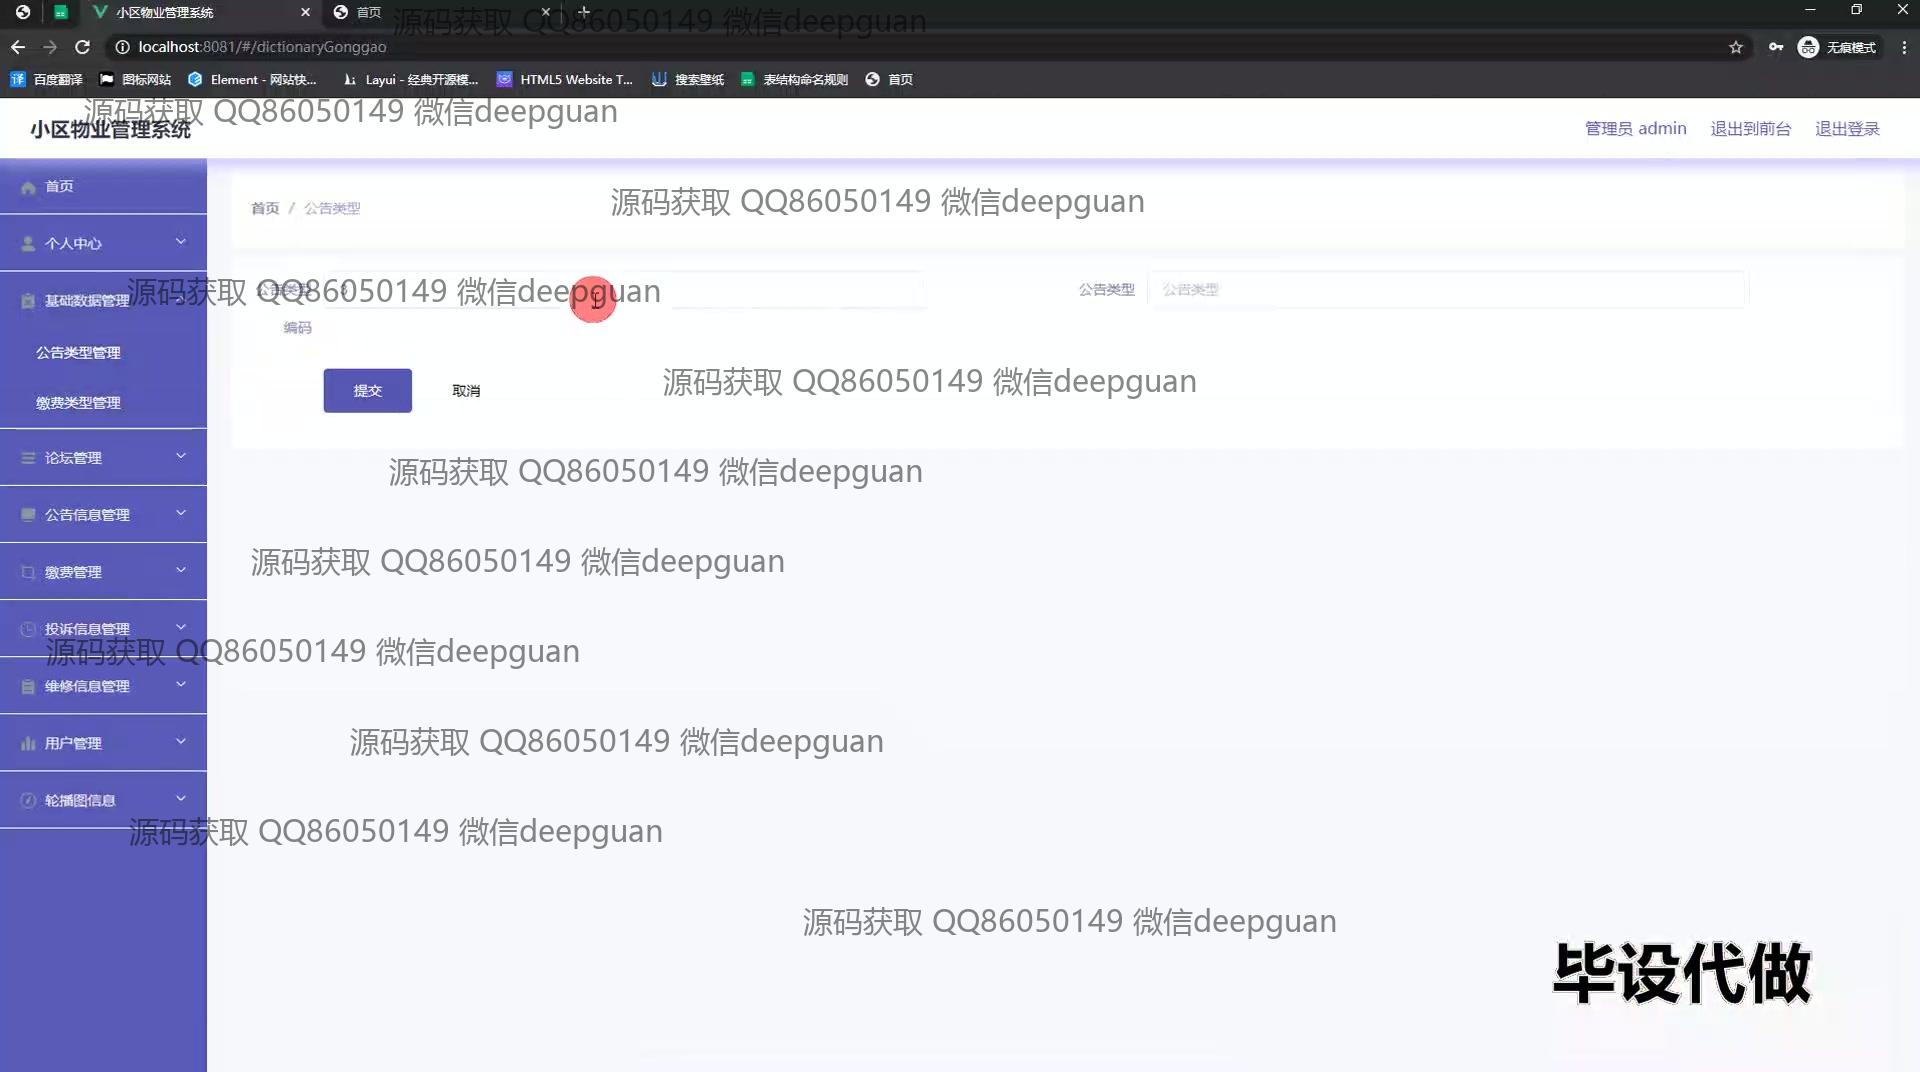 小区物业管理系统
首页
源码获取 QQ86050149 微信deepguan
localhost:8081/#/dictionaryGonggao
无痕模式
百度翻译
图标网站
Element - 网站快...
Layui - 经典开源模...
HTML5 Website T...
搜索壁纸
表结构命名规则
首页
源码获取 QQ86050149 微信deepguan
小区物业管理系统
管理员 admin
退出到前台
退出登录
首页
首页 / 公告类型
源码获取 QQ86050149 微信deepguan
个人中心
源码获取 QQ86050149 微信deepguan
基础数据管理
公告类型
编码
公告类型
公告类型
公告类型管理
缴费类型管理
提交
取消
源码获取 QQ86050149 微信deepguan
论坛管理
源码获取 QQ86050149 微信deepguan
公告信息管理
源码获取 QQ86050149 微信deepguan
缴费管理
投诉信息管理
源码获取 QQ86050149 微信deepguan
维修信息管理
用户管理
源码获取 QQ86050149 微信deepguan
轮播图信息
源码获取 QQ86050149 微信deepguan
源码获取 QQ86050149 微信deepguan
毕设代做